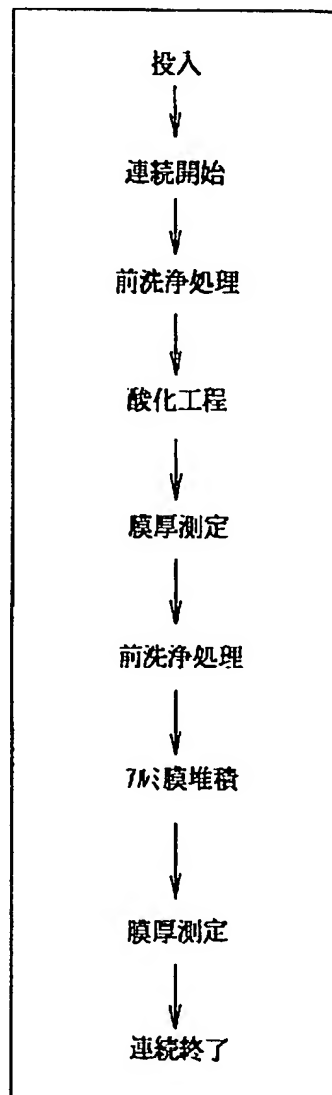 投入
連続開始
前洗浄処理
酸化工程
膜厚測定
前洗浄処理
ｱﾙﾐ膜堆積
膜厚測定
連続終了